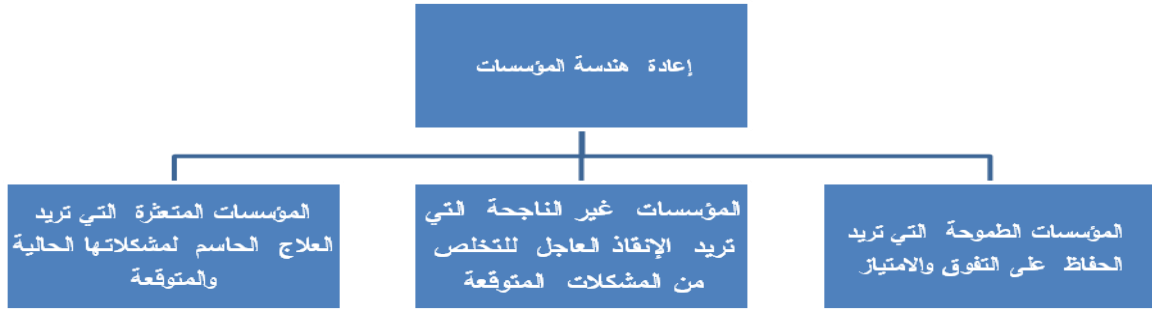 إعادة هندسة المؤسسات
المؤسسات الطموحة التي تريد
الحفاظ على التفوق والامتياز
المؤسسات غير الناجحة التي
تريد الإنقاذ العاجل للتخلص
من المشكلات المتوقعة
المؤسسات المتعثرة التي تريد
العلاج الحاسم لمشكلاتها الحالية
والمتوقعة